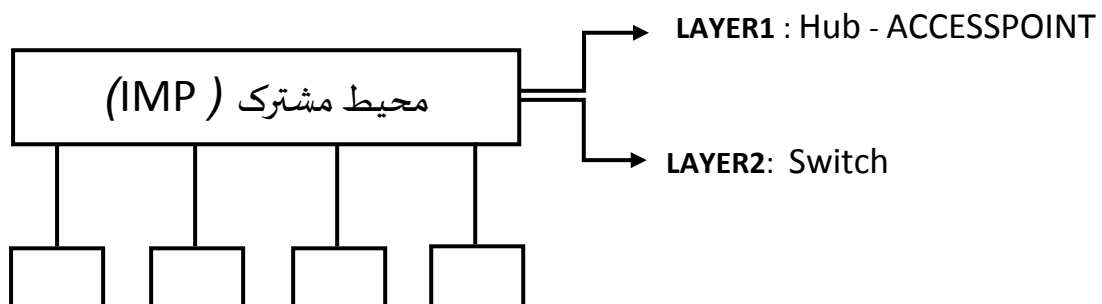 LAYER1 : Hub - ACCESSPOINT
محیط مشترک ( IMP)
LAYER2: Switch